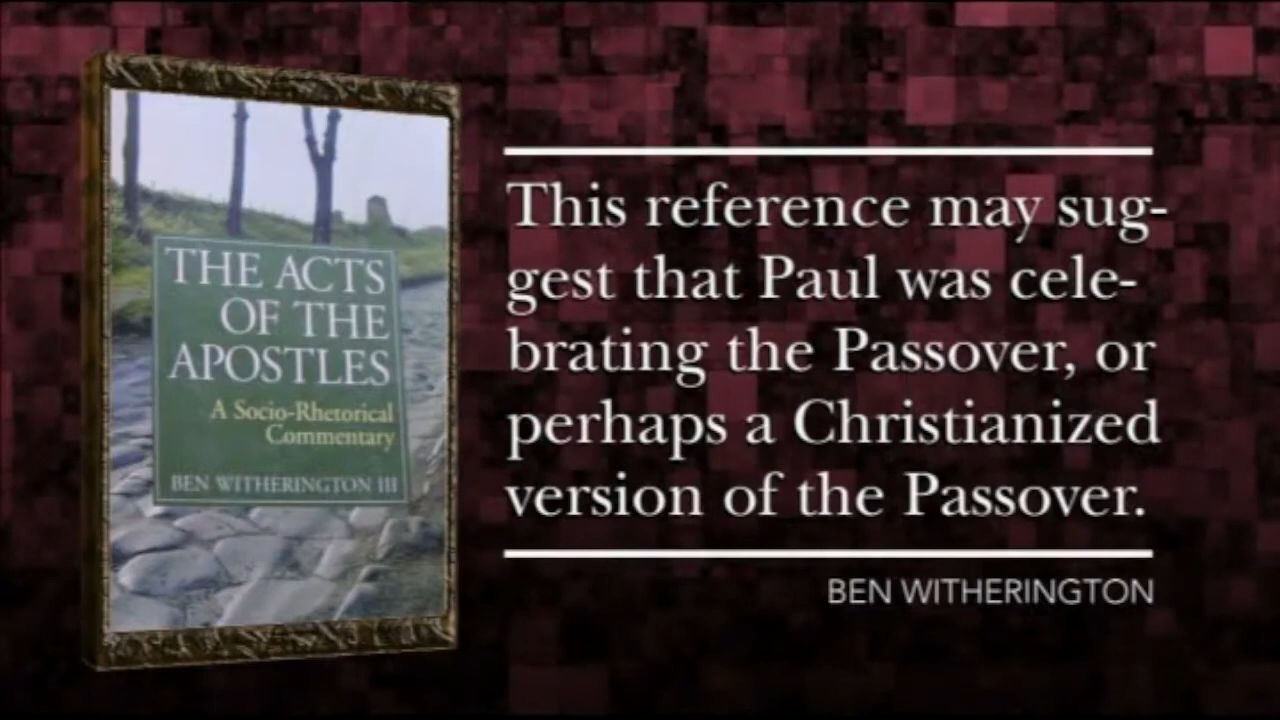 THE ACTS
OF THE
APOSTLES
A Socio-Rhetorical
Commentary
BEN WITHERINGTON III
This reference may sug-
gest that Paul was cele-
brating the Passover, or
perhaps a Christianized
version of the Passover.
BEN WITHERINGTON